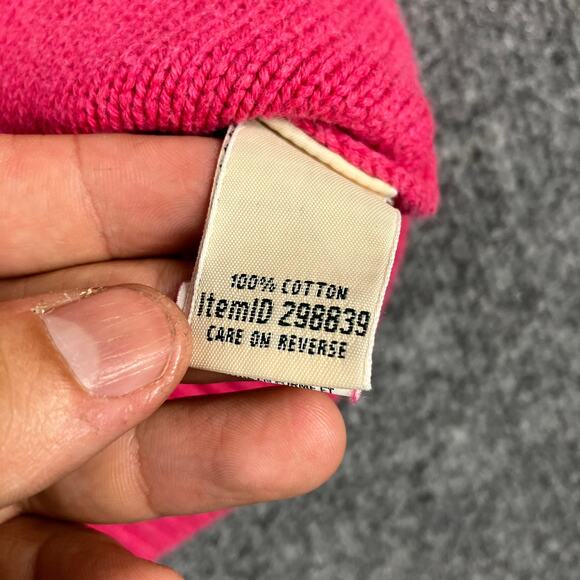 100% COTTON
ItemID 298839
CARE ON REVERSE